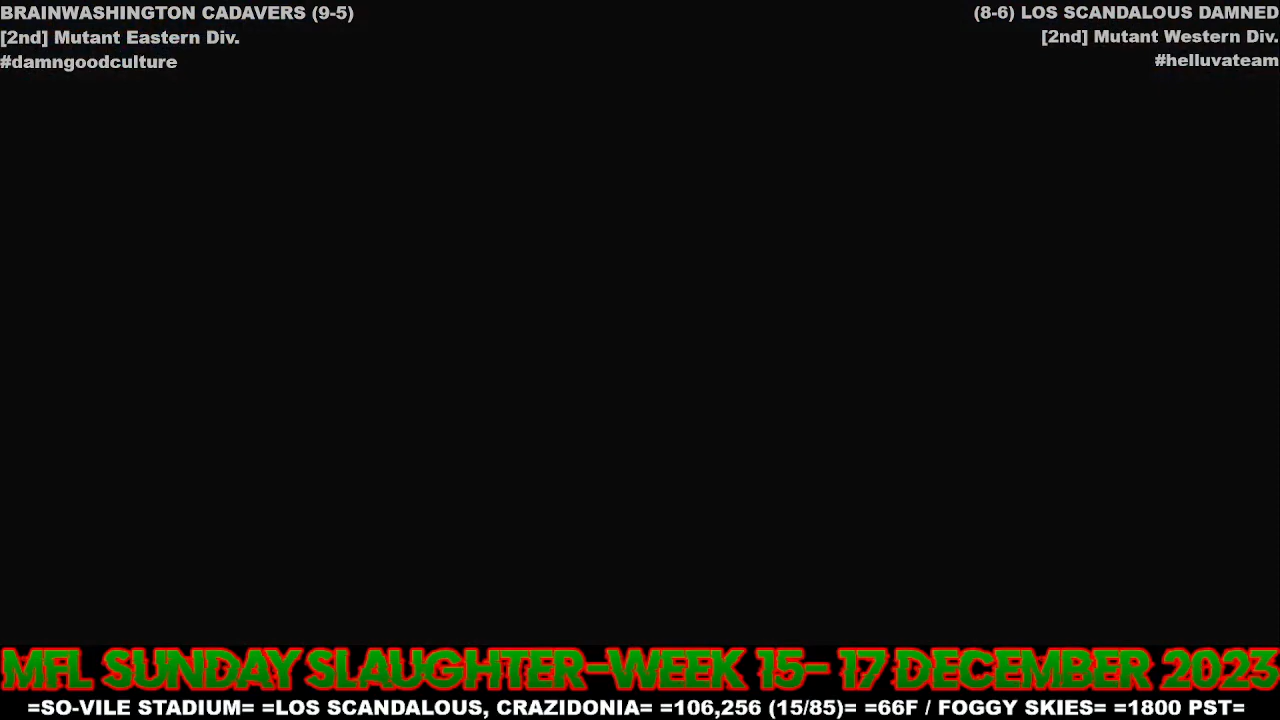 BRAINWASHINGTON CADAVERS (9-5)
[2nd] Mutant Eastern Div.
#damngoodculture
(8-6) LOS SCANDALOUS DAMNED
[2nd] Mutant Western Div.
#helluvateam
MFL SUNDAY SLAUGHTER-WEEK 15- 17 DECEMBER 2023
=SO-VILE STADIUM= =LOS SCANDALOUS, CRAZIDONIA= =106,256 (15/85)= =66F / FOGGY SKIES= =1800 PST=